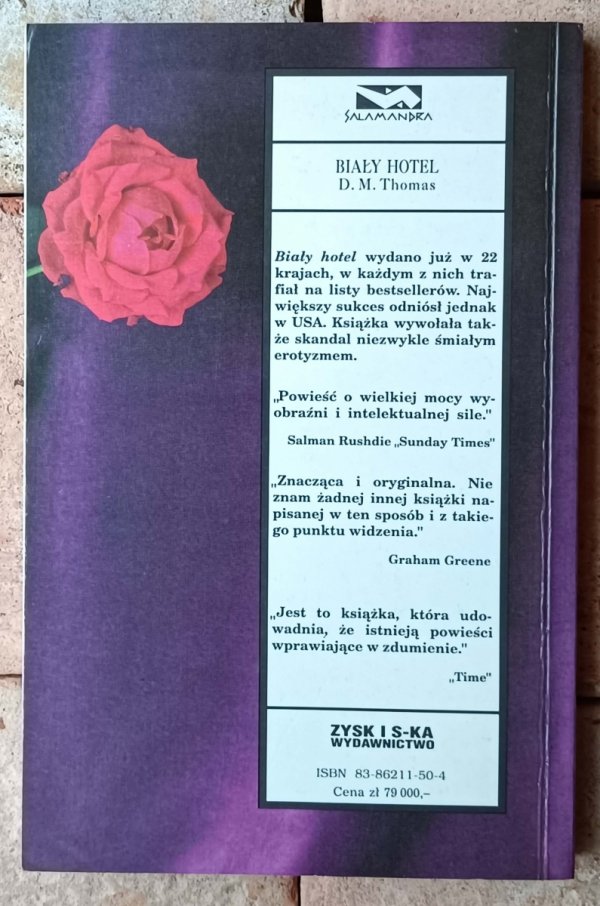 SALAMANDRA
BIAŁY HOTEL
D. M. Thomas
Biały hotel wydano już w 22
krajach, w każdym z nich tra-
fiał na listy bestsellerów. Naj-
większy sukces odniósł jednak
w USA. Książka wywołała tak-
że skandal niezwykle śmiałym
erotyzmem.
„Powieść o wielkiej mocy wy-
obraźni i intelektualnej sile."
Salman Rushdie „Sunday Times"
„Znacząca i oryginalna. Nie
znam żadnej innej książki na-
pisanej w ten sposób i z takie-
go punktu widzenia."
Graham Greene
„Jest to książka, która udo-
wadnia, że istnieją powieści
wprawiające w zdumienie."
„Time"
ZYSK I S-KA
WYDAWNICTWO
ISBN 83-86211-50-4
Cena zł 79 000,–